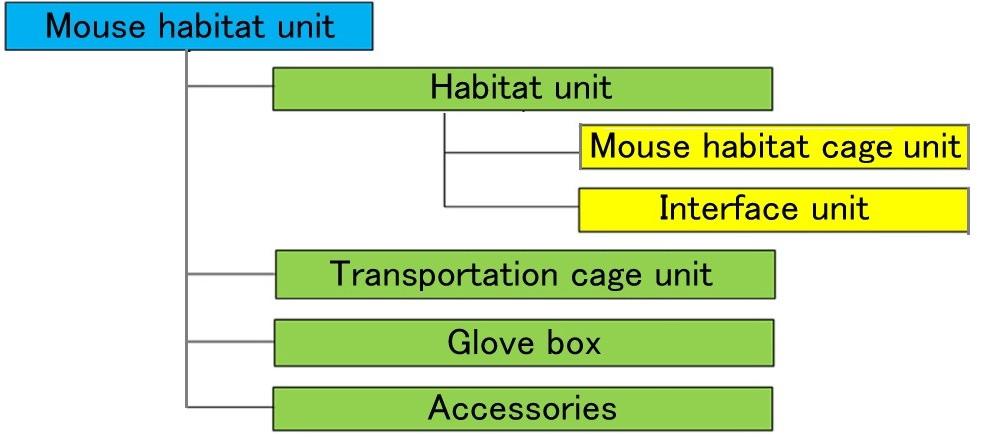 Mouse habitat unit
Habitat unit
Mouse habitat cage unit
Interface unit
Transportation cage unit
Glove box
Accessories